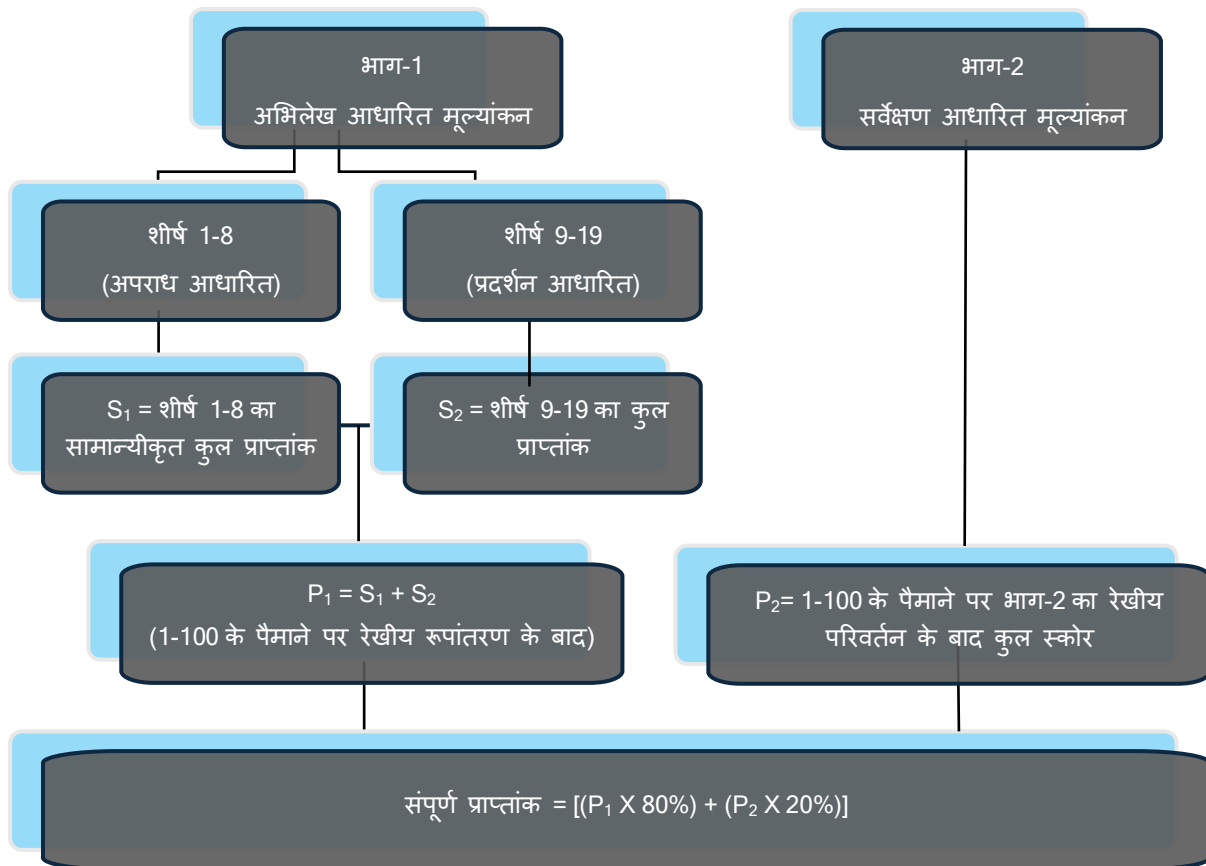 भाग-1
अभिलेख आधारित मूल्यांकन
भाग-2
सर्वेक्षण आधारित मूल्यांकन
शीर्ष 1-8
(अपराध आधारित)
शीर्ष 9-19
(प्रदर्शन आधारित)
S₁ = शीर्ष 1-8 का
सामान्यीकृत कुल प्राप्तांक
S₂ = शीर्ष 9-19 का कुल
प्राप्तांक
P₁ = S₁ + S₂
(1-100 के पैमाने पर रेखीय रूपांतरण के बाद)
P₂= 1-100 के पैमाने पर भाग-2 का रेखीय
परिवर्तन के बाद कुल स्कोर
संपूर्ण प्राप्तांक = [(P₁ X 80%) + (P₂ X 20%)]